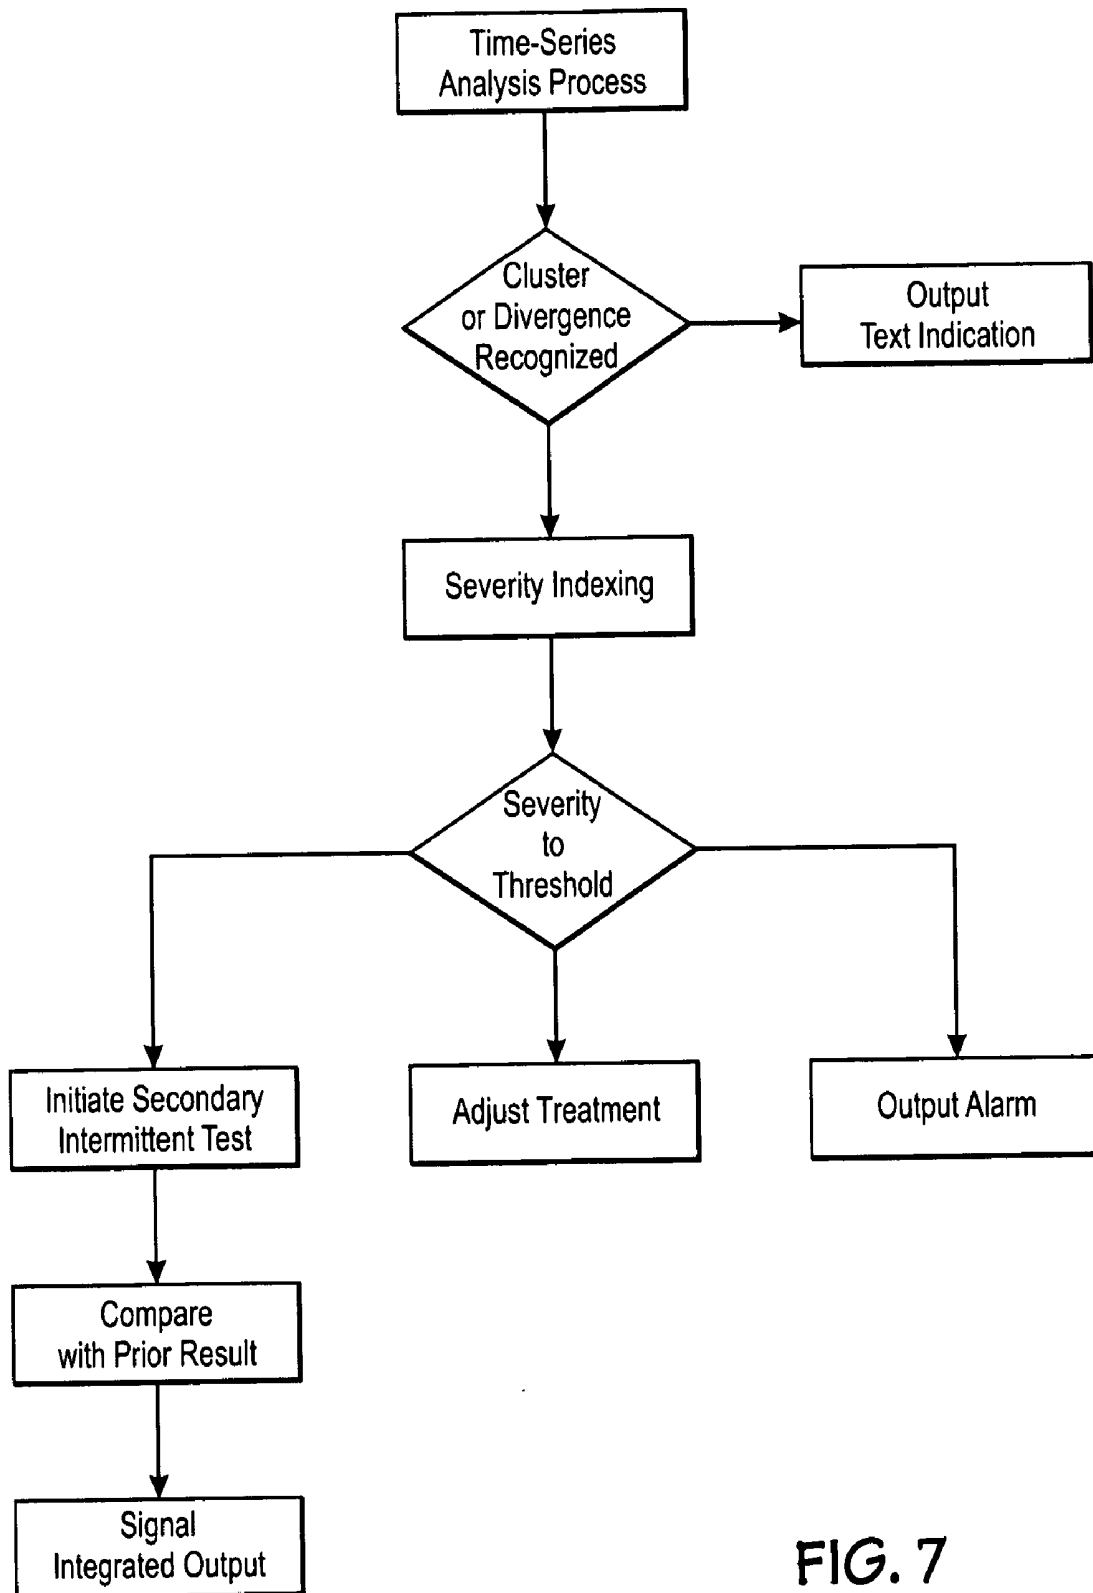 Time-Series
Analysis Process
Cluster
or Divergence
Recognized
Output
Text Indication
Severity Indexing
Severity
to
Threshold
Initiate Secondary
Intermittent Test
Adjust Treatment
Output Alarm
Compare
with Prior Result
Signal
Integrated Output
FIG. 7